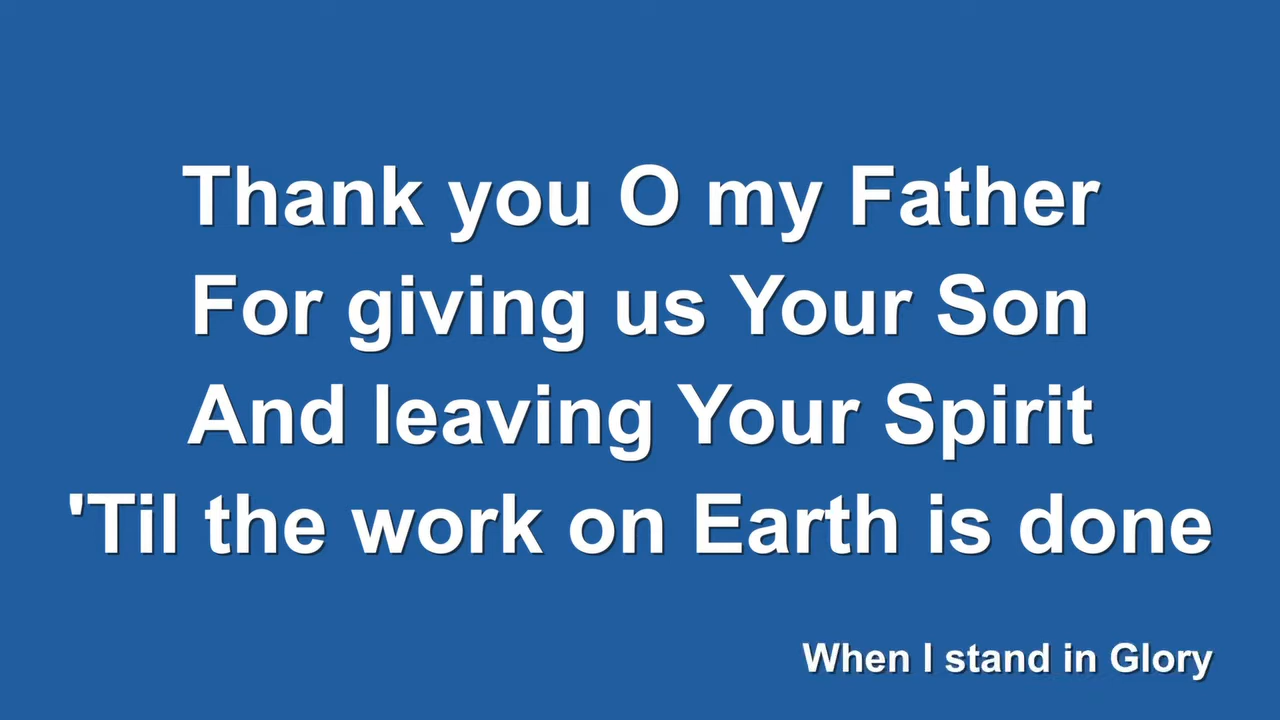 Thank you O my Father
For giving us Your Son
And leaving Your Spirit
'Til the work on Earth is done
When I stand in Glory